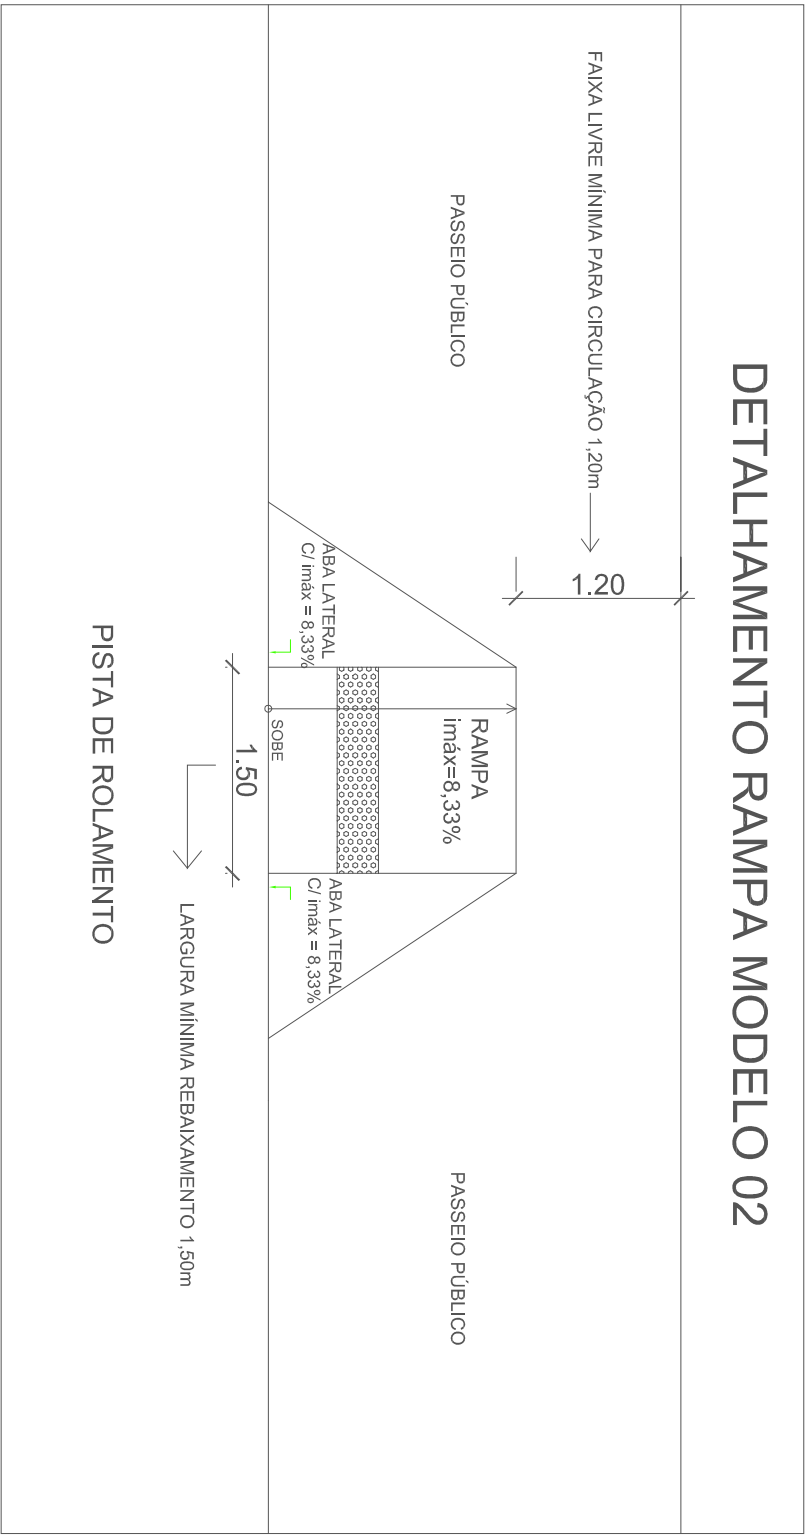 DETALHAMENTO RAMPA MODELO 02
FAIXA LIVRE MÍNIMA PARA CIRCULAÇÃO 1,20m
1.20
PASSEIO PÚBLICO
PASSEIO PÚBLICO
RAMPA
imáx=8,33%
ABA LATERAL
C/ imáx = 8,33%
ABA LATERAL
C/ imáx = 8,33%
SOBE
1.50
LARGURA MÍNIMA REBAIXAMENTO 1,50m
PISTA DE ROLAMENTO